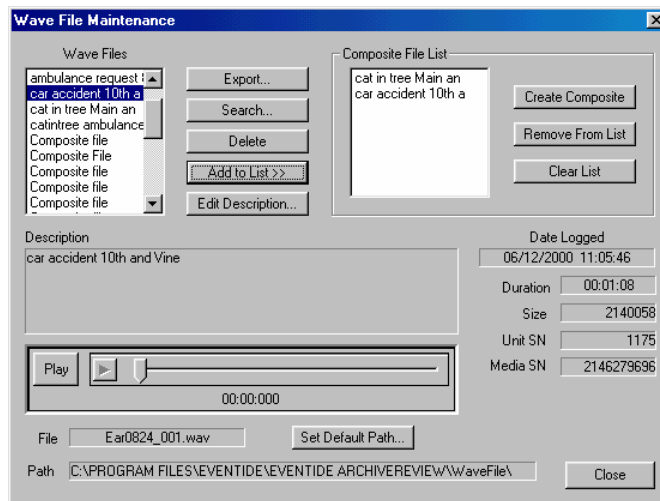 Wave File Maintenance
Wave Files
ambulance request
car accident 10th a
cat in tree Main an
catintree ambulance
Composite file
Composite File
Composite file
Composite file
Composite file
Export...
Search...
Delete
Add to List >>
Edit Description...
Composite File List
cat in tree Main an
car accident 10th a
Create Composite
Remove From List
Clear List
Description
car accident 10th and Vine
Date Logged
06/12/2000 11:05:46
Duration 00:01:08
Size 2140058
Unit SN 1175
Media SN 2146279696
Play
00:00:000
File Ear0824_001.wav Set Default Path...
Path C:\PROGRAM FILES\EVENTIDE\EVENTIDE ARCHIVEREVIEW\WaveFile\
Close